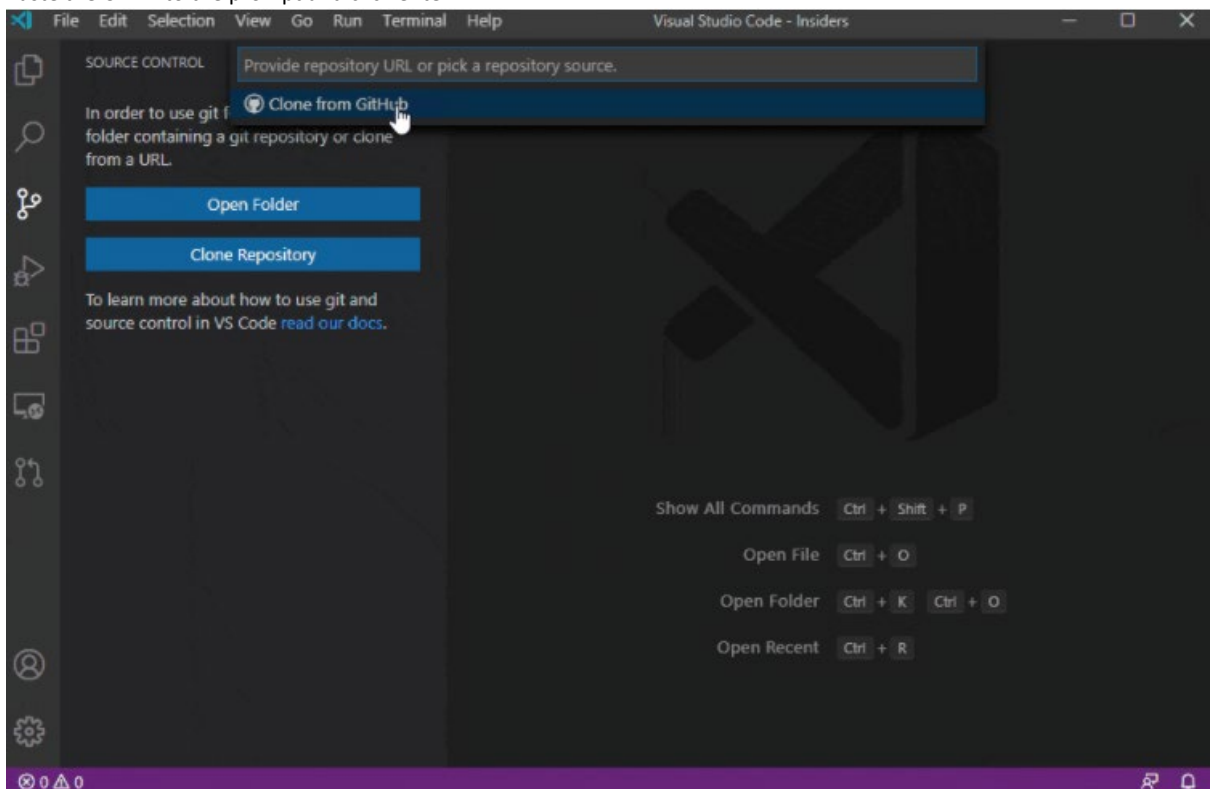 File Edit Selection View Go Run Terminal Help
Visual Studio Code - Insiders
SOURCE CONTROL
Provide repository URL or pick a repository source.
Clone from GitHub
In order to use git f
folder containing a git repository or clone
from a URL.
Open Folder
Clone Repository
To learn more about how to use git and
source control in VS Code read our docs.
Show All Commands Ctrl + Shift + P
Open File Ctrl + O
Open Folder Ctrl + K Ctrl + O
Open Recent Ctrl + R
0 0